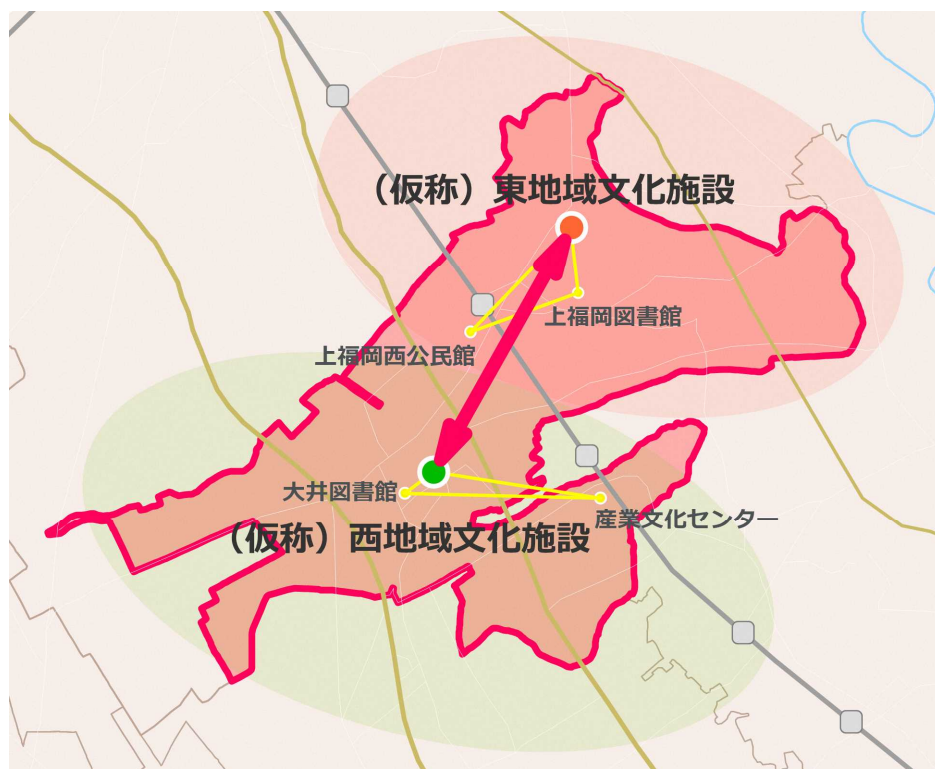 （仮称）東地域文化施設
上福岡図書館
上福岡西公民館
大井図書館
産業文化センター
（仮称）西地域文化施設